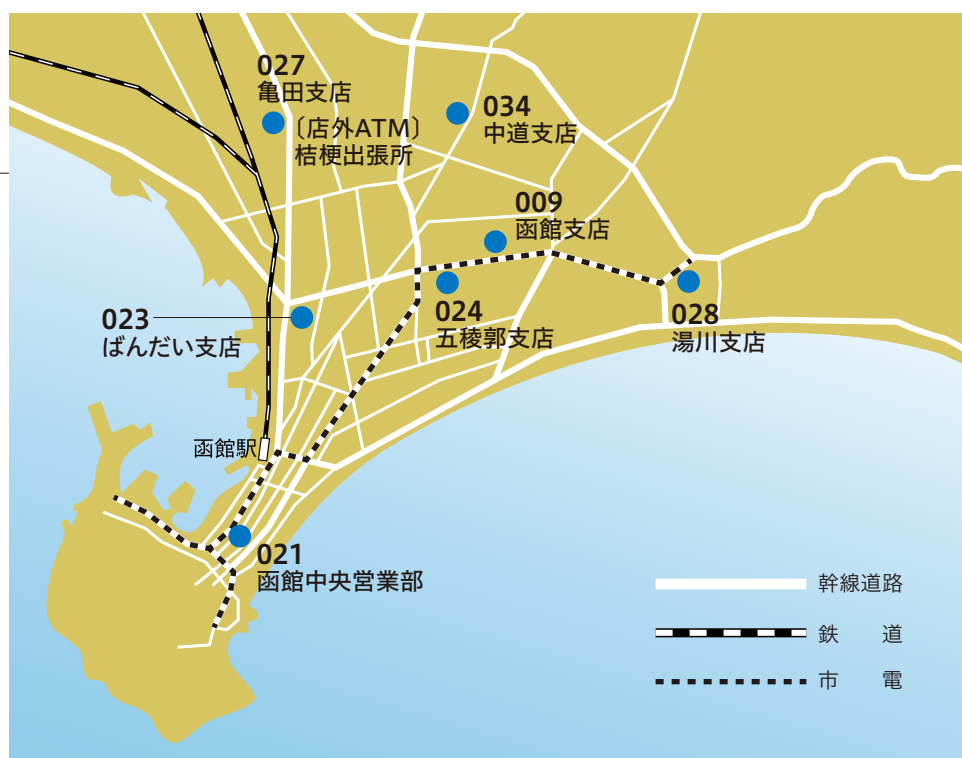 027
亀田支店
〔店外ATM〕
桔梗出張所
034
中道支店
009
函館支店
023
ばんだい支店
024
五稜郭支店
028
湯川支店
函館駅
021
函館中央営業部
幹線道路
鉄　道
市　電